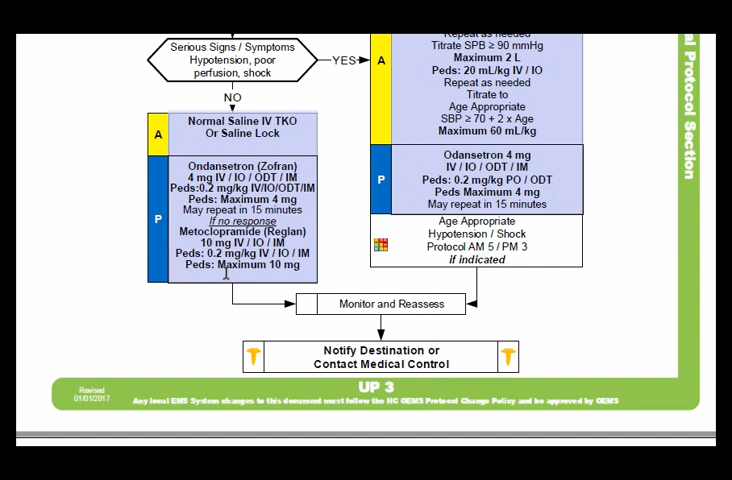 Serious Signs / Symptoms
Hypotension, poor
perfusion, shock
YES
NO
A
Repeat as needed
Titrate SPB ≥ 90 mmHg
Maximum 2 L
Peds: 20 mL/kg IV / IO
Repeat as needed
Titrate to
Age Appropriate
SBP ≥ 70 + 2 x Age
Maximum 60 mL/kg
A
Normal Saline IV TKO
Or Saline Lock
P
Ondansetron (Zofran)
4 mg IV / IO / ODT / IM
Peds:0.2 mg/kg IV/IO/ODT/IM
Peds: Maximum 4 mg
May repeat in 15 minutes
If no response
Metoclopramide (Reglan)
10 mg IV / IO / IM
Peds: 0.2 mg/kg IV / IO / IM
Peds: Maximum 10 mg
P
Odansetron 4 mg
IV / IO / ODT / IM
Peds: 0.2 mg/kg PO / ODT
Peds Maximum 4 mg
May repeat in 15 minutes
Age Appropriate
Hypotension / Shock
Protocol AM 5 / PM 3
if indicated
Monitor and Reassess
Notify Destination or
Contact Medical Control
Revised
01/01/2017
UP 3
Any local EMS System changes to this document must follow the NC OEMS Protocol Change Policy and be approved by OEMS
Protocol Section